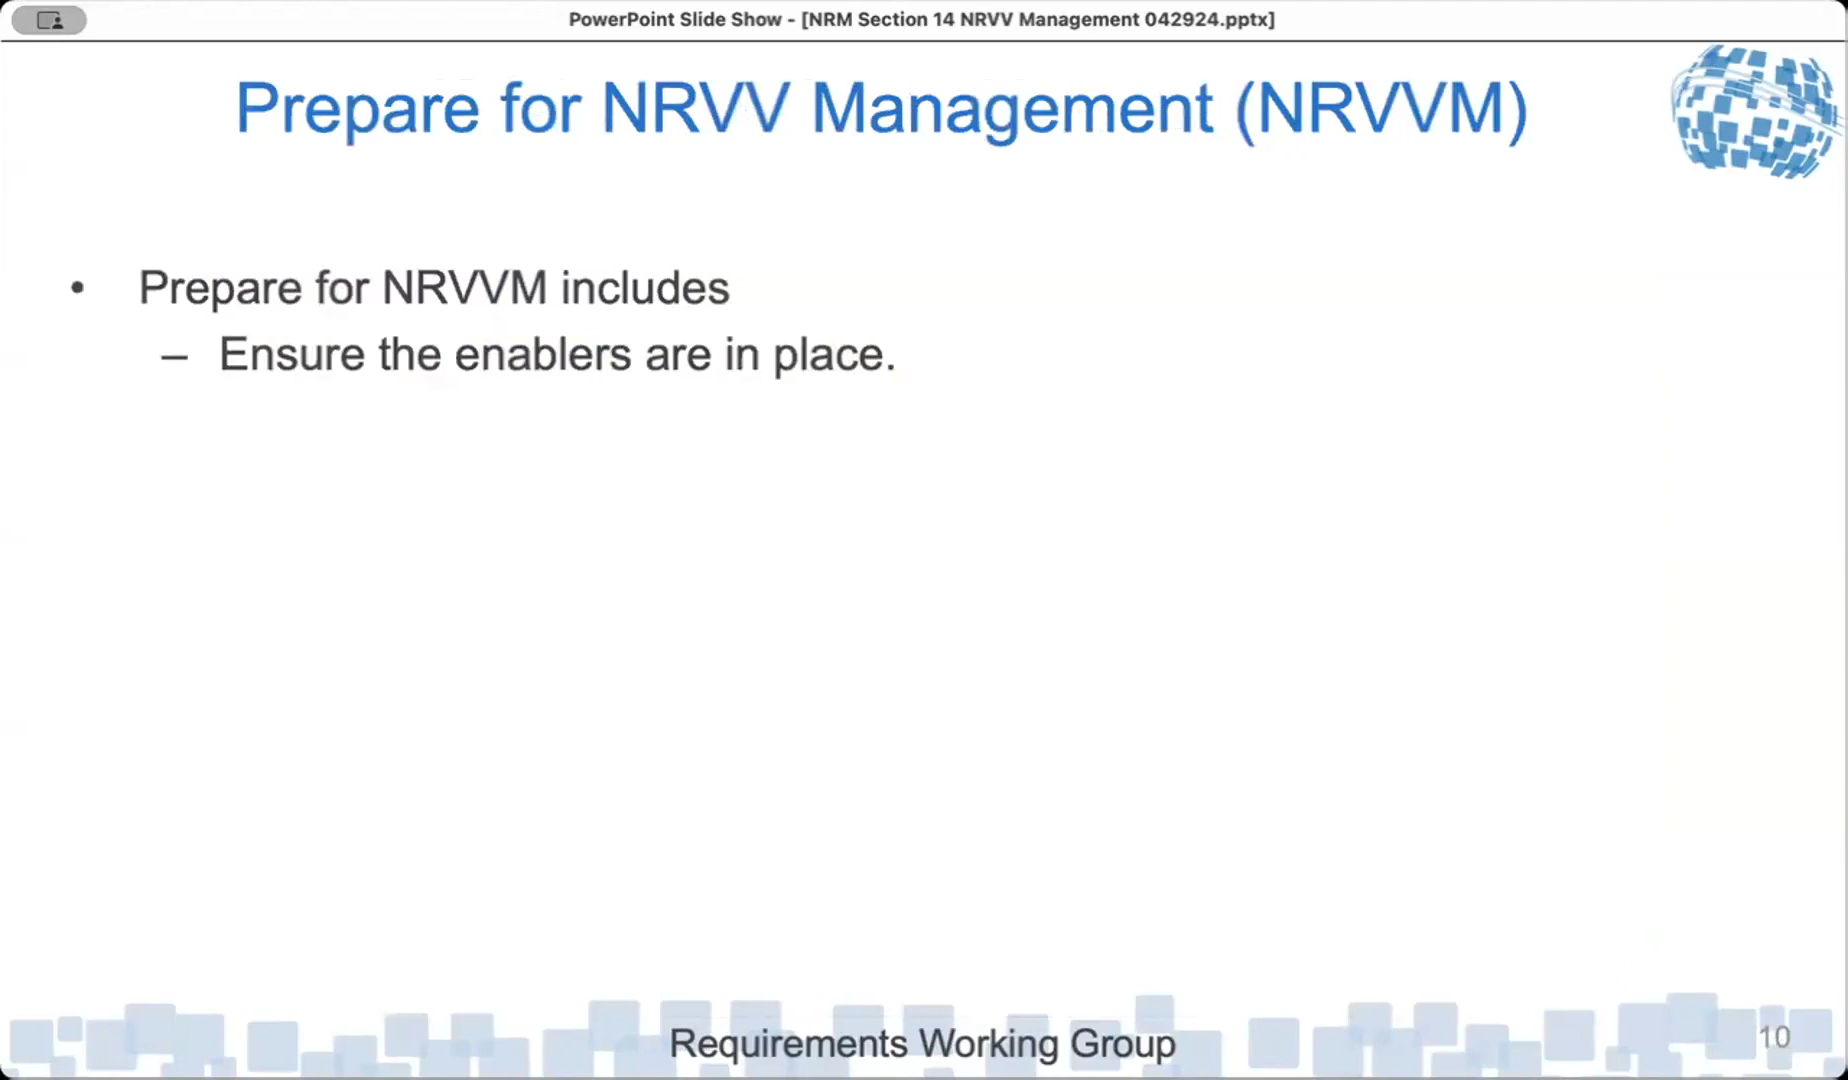 PowerPoint Slide Show - [NRM Section 14 NRVV Management 042924.pptx]
Prepare for NRVV Management (NRVVM)
• Prepare for NRVVM includes
– Ensure the enablers are in place.
Requirements Working Group
10